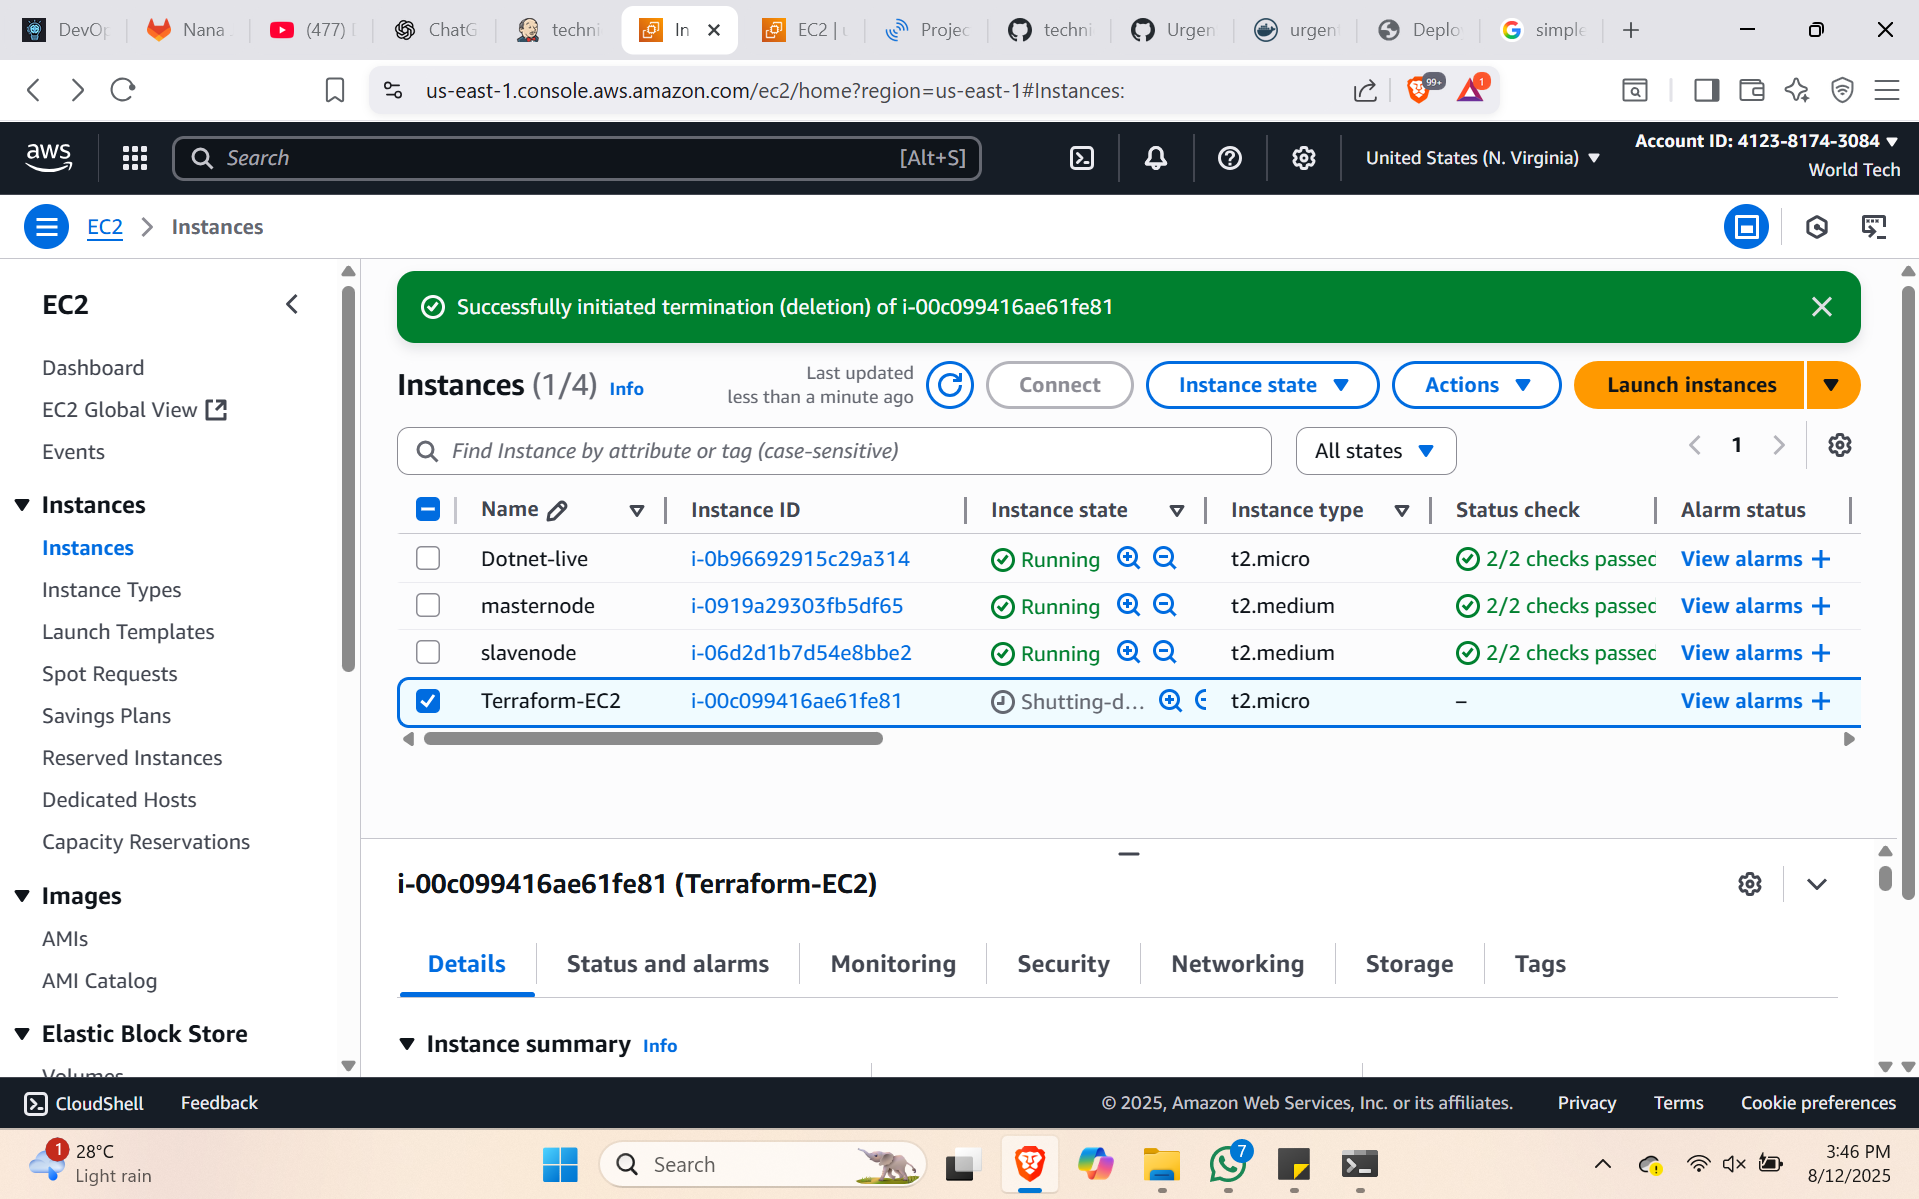 DevOp
Nana
(477)
ChatG
techni
In
EC2 | u
Projec
techni
Urgen
urgent
Deplo
simple
us-east-1.console.aws.amazon.com/ec2/home?region=us-east-1#Instances:
99+
1
aws
Search
[Alt+S]
United States (N. Virginia)
Account ID: 4123-8174-3084
World Tech
EC2
Instances
EC2
Dashboard
EC2 Global View
Events
Instances
Instances
Instance Types
Launch Templates
Spot Requests
Savings Plans
Reserved Instances
Dedicated Hosts
Capacity Reservations
Images
AMIs
AMI Catalog
Elastic Block Store
Volumes
Successfully initiated termination (deletion) of i-00c099416ae61fe81
Instances (1/4) Info
Last updated
less than a minute ago
Connect
Instance state
Actions
Launch instances
Find Instance by attribute or tag (case-sensitive)
All states
1
Name Instance ID Instance state Instance type Status check Alarm status
Dotnet-live i-0b96692915c29a314 Running t2.micro 2/2 checks passed View alarms +
masternode i-0919a29303fb5df65 Running t2.medium 2/2 checks passed View alarms +
slavenode i-06d2d1b7d54e8bbe2 Running t2.medium 2/2 checks passed View alarms +
Terraform-EC2 i-00c099416ae61fe81 Shutting-d... t2.micro – View alarms +
i-00c099416ae61fe81 (Terraform-EC2)
Details
Status and alarms
Monitoring
Security
Networking
Storage
Tags
Instance summary Info
CloudShell
Feedback
© 2025, Amazon Web Services, Inc. or its affiliates.
Privacy
Terms
Cookie preferences
1
28°C
Light rain
Search
7
3:46 PM
8/12/2025